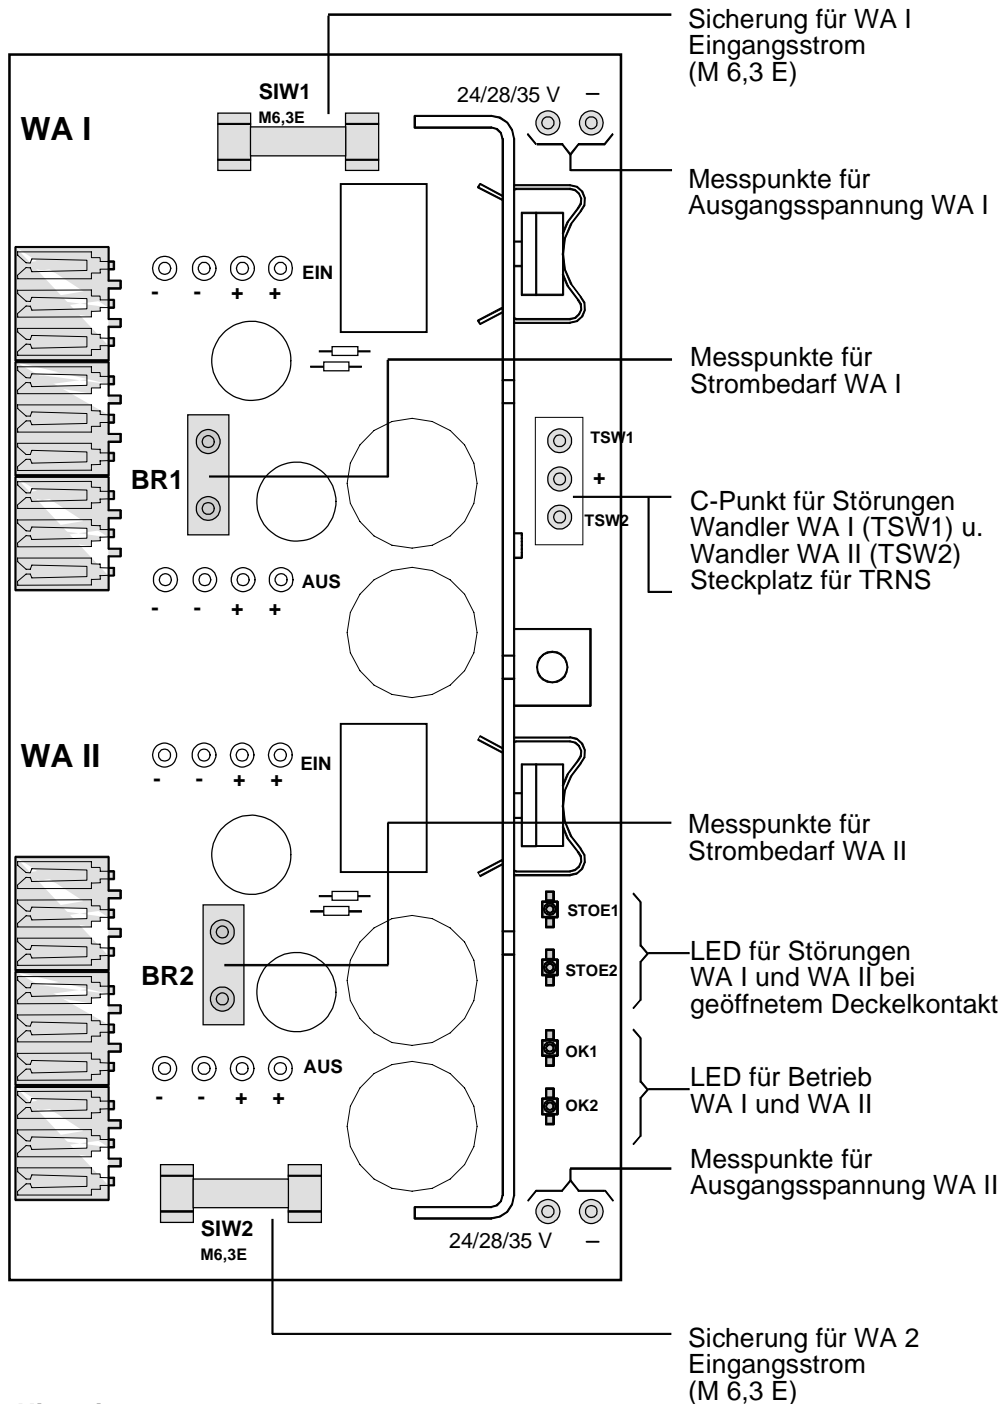 Sicherung für WA I
Eingangsstrom
(M 6,3 E)
SIW1
M6,3E
24/28/35 V –
WA I
Messpunkte für
Ausgangsspannung WA I
EIN
- - + +
Messpunkte für
Strombedarf WA I
BR1
TSW1
+
TSW2
C-Punkt für Störungen
Wandler WA I (TSW1) u.
Wandler WA II (TSW2)
Steckplatz für TRNS
AUS
- - + +
WA II
EIN
- - + +
Messpunkte für
Strombedarf WA II
STOE1
STOE2
LED für Störungen
WA I und WA II bei
geöffnetem Deckelkontakt
BR2
OK1
OK2
LED für Betrieb
WA I und WA II
AUS
- - + +
Messpunkte für
Ausgangsspannung WA II
SIW2
M6,3E
24/28/35 V –
Sicherung für WA 2
Eingangsstrom
(M 6,3 E)